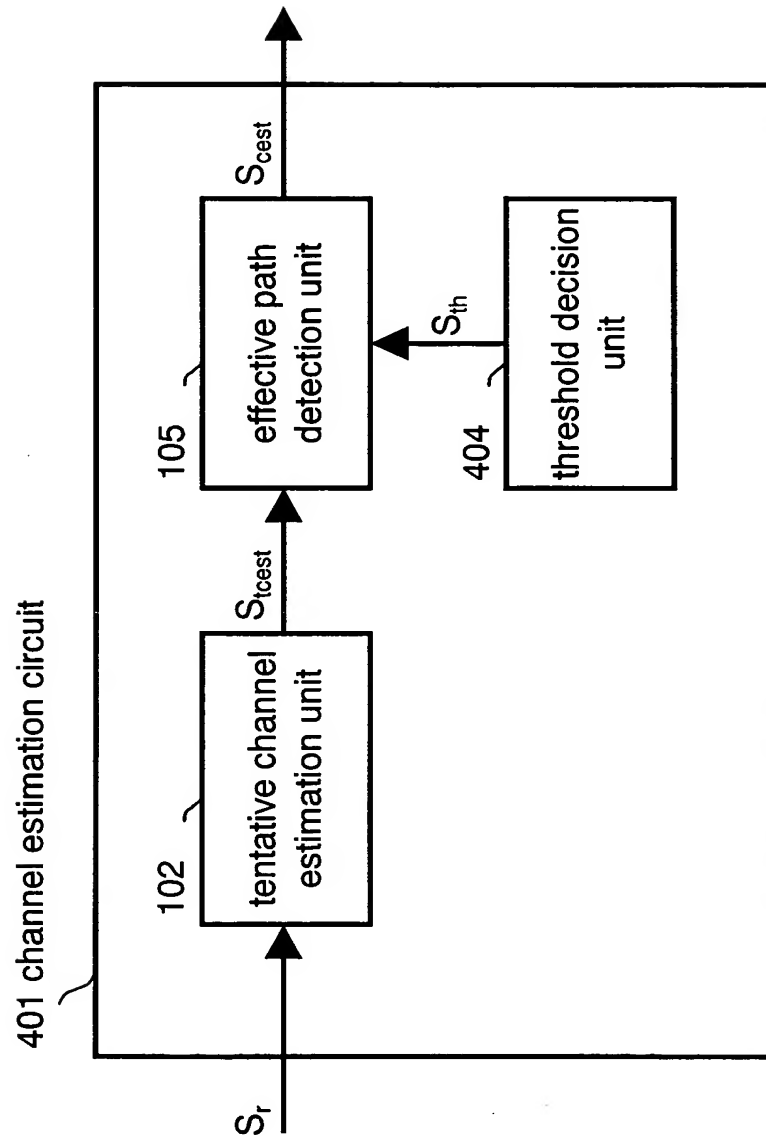 401 channel estimation circuit
S_r
102
tentative channel
estimation unit
S_tcest
105
effective path
detection unit
S_cest
S_th
404
threshold decision
unit